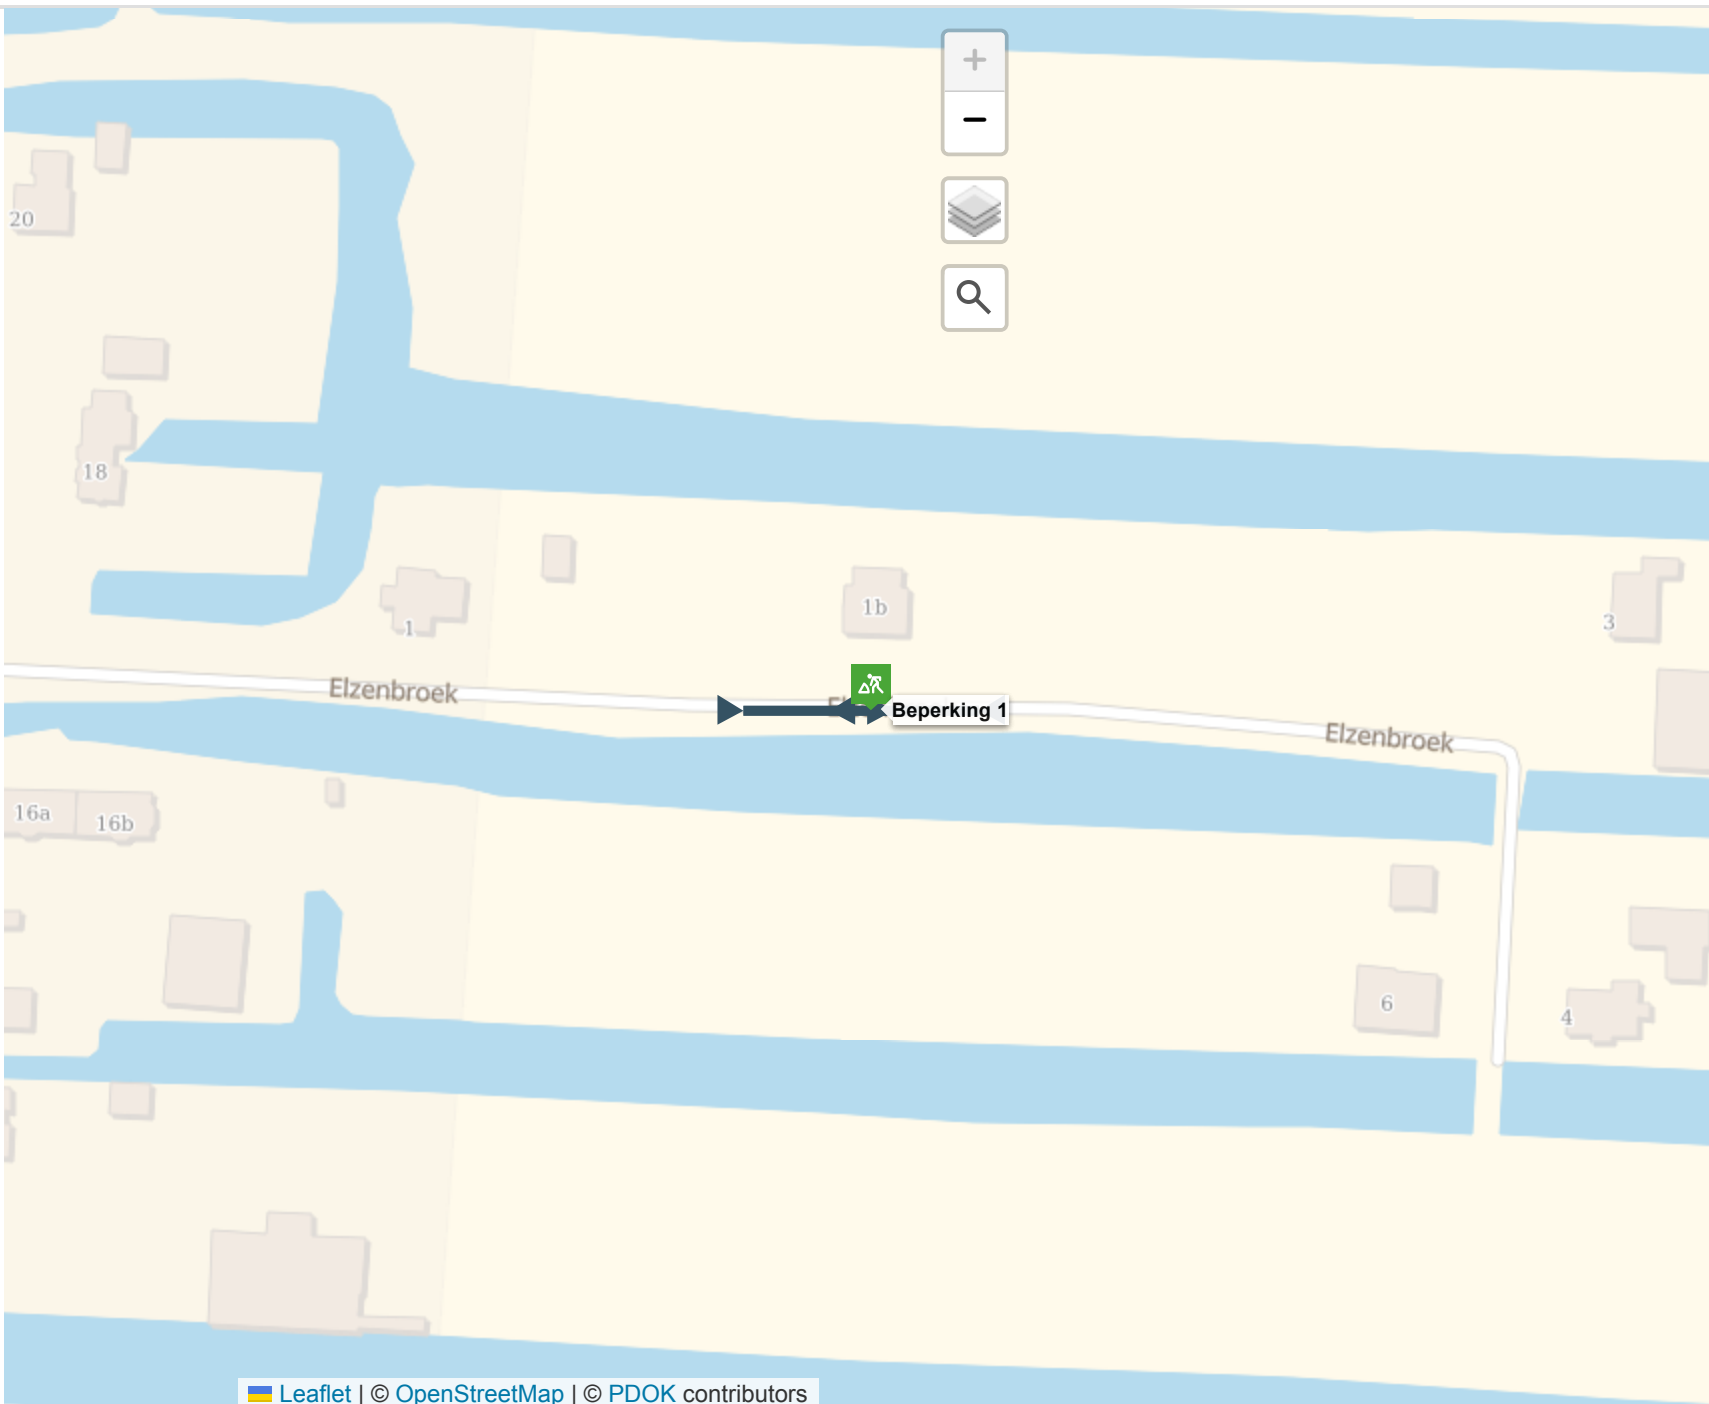 +
−
20
18
1b
1
3
Elzenbroek
Beperking 1
Elzenbroek
16a
16b
6
4
Leaflet | © OpenStreetMap | © PDOK contributors